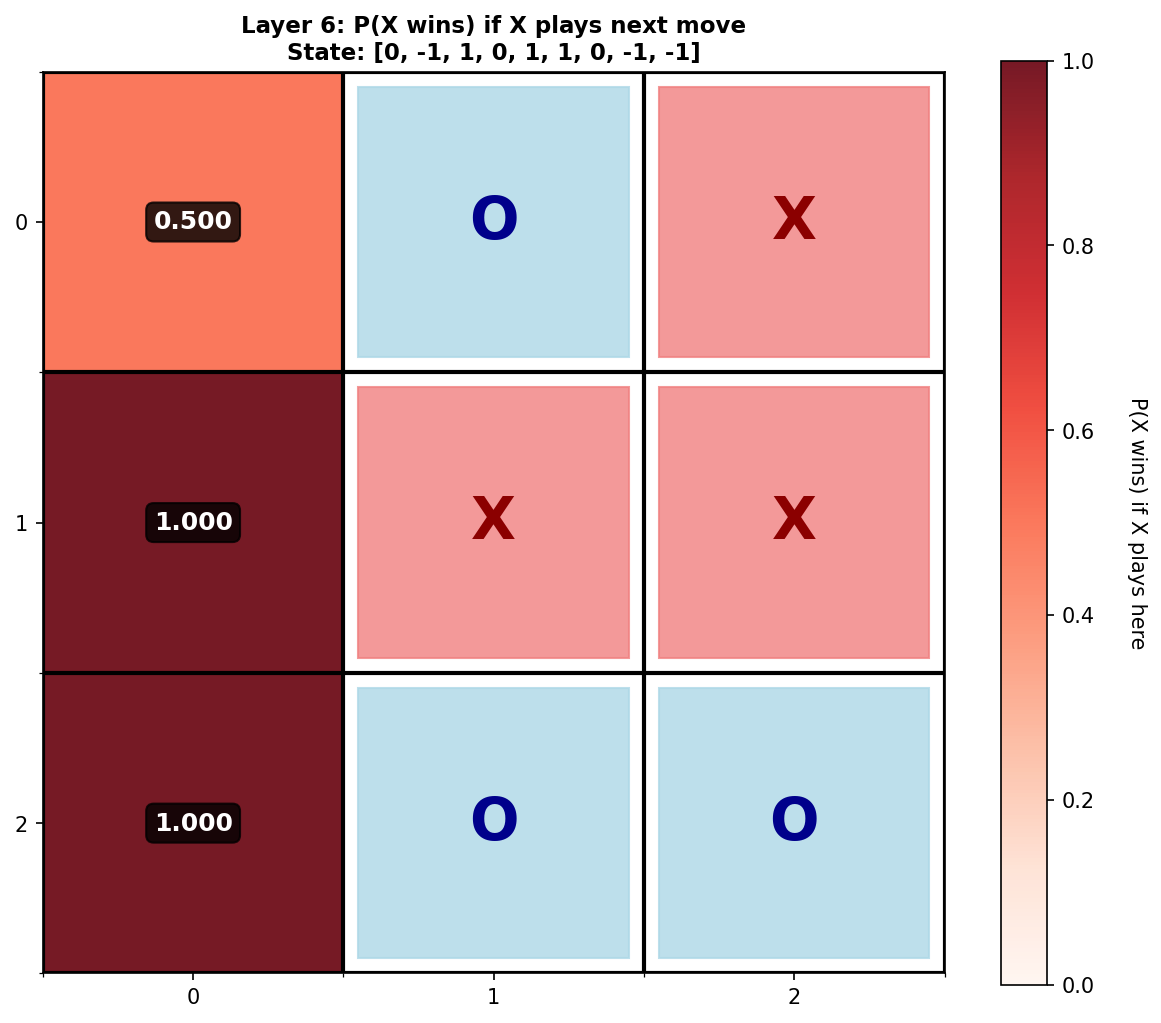 Layer 6: P(X wins) if X plays next move
State: [0, -1, 1, 0, 1, 1, 0, -1, -1]
0
0.500
O
X
1
1.000
X
X
2
1.000
O
O
0
1
2
1.0
0.8
0.6
0.4
0.2
0.0
P(X wins) if X plays here